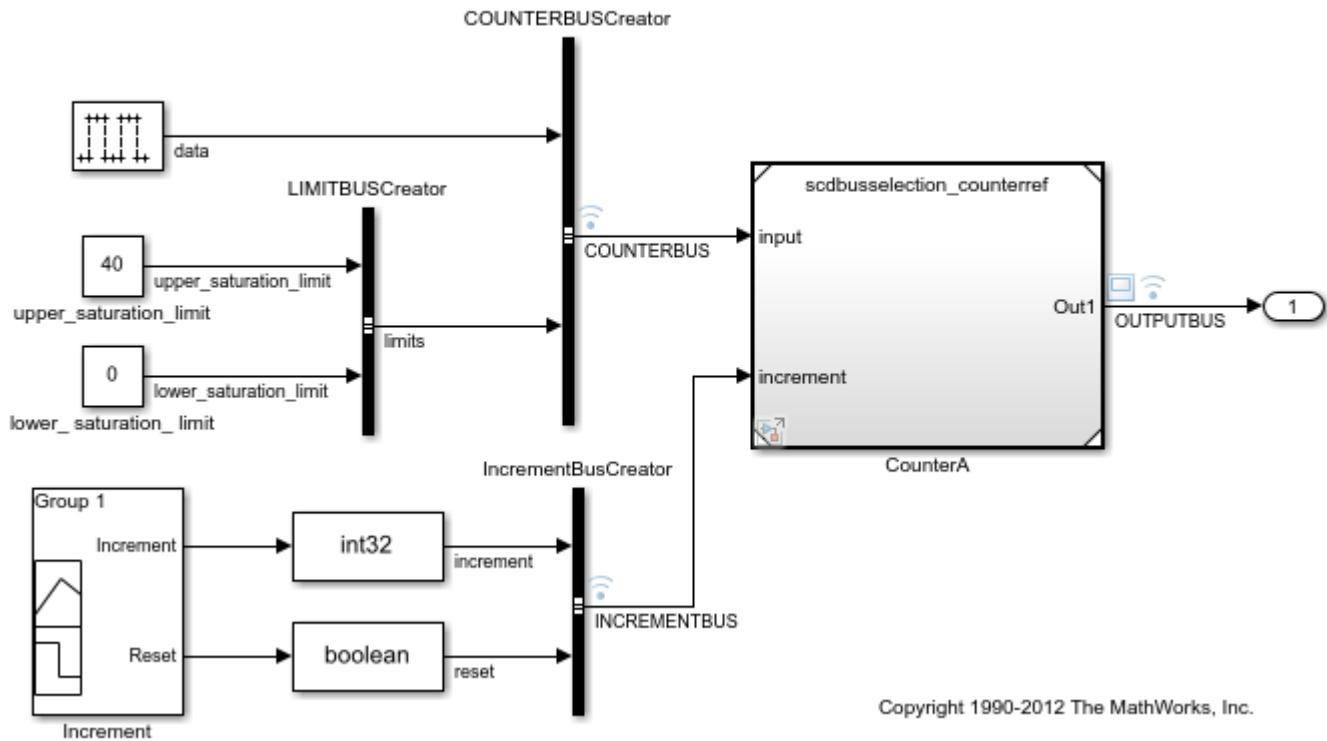 COUNTERBUSCreator
data
LIMITBUSCreator
scdbusselection_counterref
input
COUNTERBUS
40
upper_saturation_limit
upper_saturation_limit
Out1
OUTPUTBUS
1
limits
0
lower_saturation_limit
lower_ saturation_ limit
increment
CounterA
IncrementBusCreator
Group 1
Increment
int32
increment
INCREMENTBUS
Reset
boolean
reset
Increment
Copyright 1990-2012 The MathWorks, Inc.